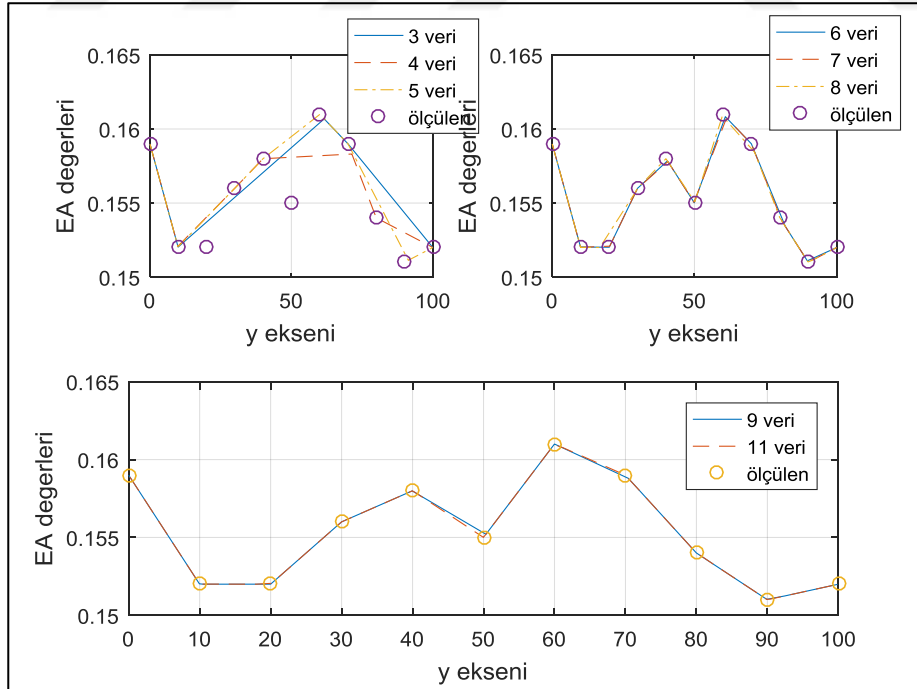 0.165
0.16
0.155
0.15
0
50
100
EA degerleri
y ekseni
3 veri
4 veri
5 veri
ölçülen
0.165
0.16
0.155
0.15
0
50
100
EA degerleri
y ekseni
6 veri
7 veri
8 veri
ölçülen
0.165
0.16
0.155
0.15
0
10
20
30
40
50
60
70
80
90
100
EA degerleri
y ekseni
9 veri
11 veri
ölçülen